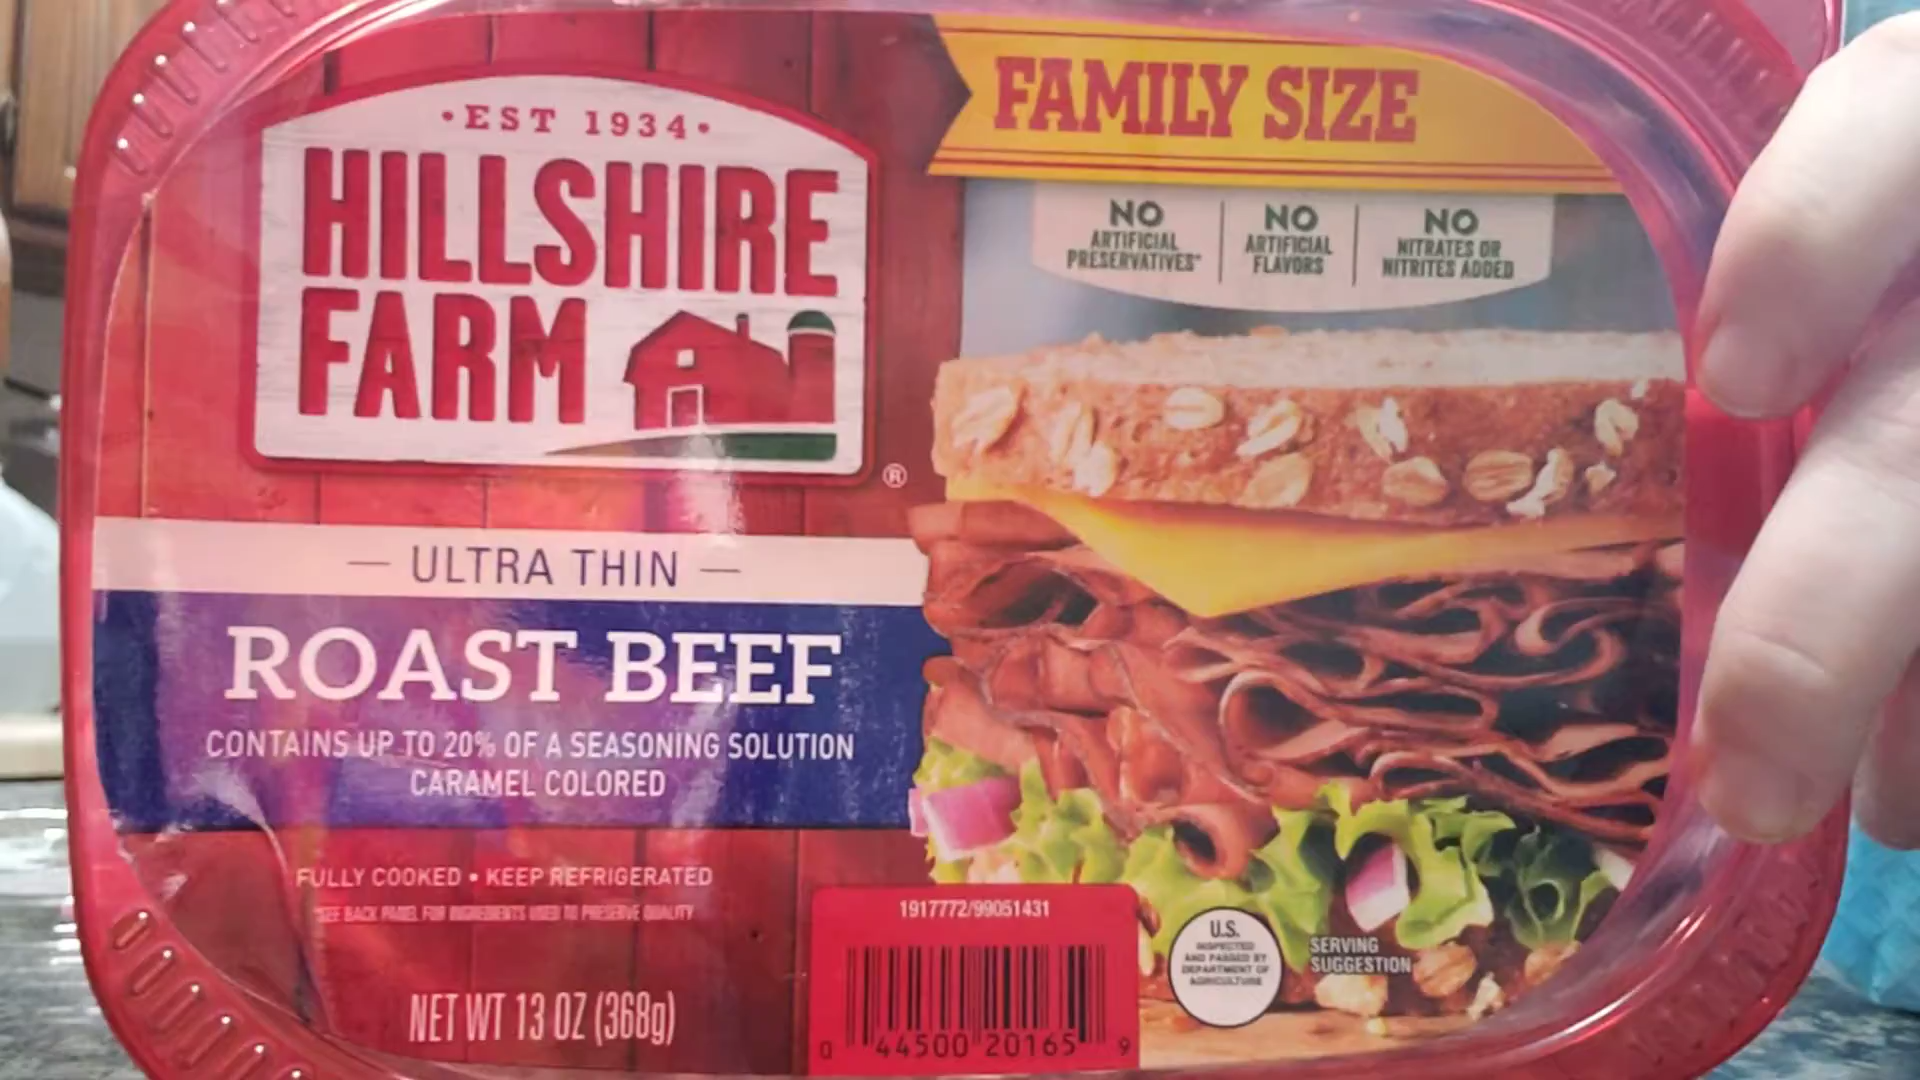 •EST 1934•
HILLSHIRE
FARM
®
FAMILY SIZE
NO
ARTIFICIAL
PRESERVATIVES*
NO
ARTIFICIAL
FLAVORS
NO
NITRATES OR
NITRITES ADDED
— ULTRA THIN —
ROAST BEEF
CONTAINS UP TO 20% OF A SEASONING SOLUTION
CARAMEL COLORED
FULLY COOKED • KEEP REFRIGERATED
*SEE BACK PANEL FOR INGREDIENTS USED TO PRESERVE QUALITY
NET WT 13 OZ (368g)
1917772/99051431
0 44500 20165 9
U.S.
INSPECTED
AND PASSED BY
DEPARTMENT OF
AGRICULTURE
SERVING
SUGGESTION